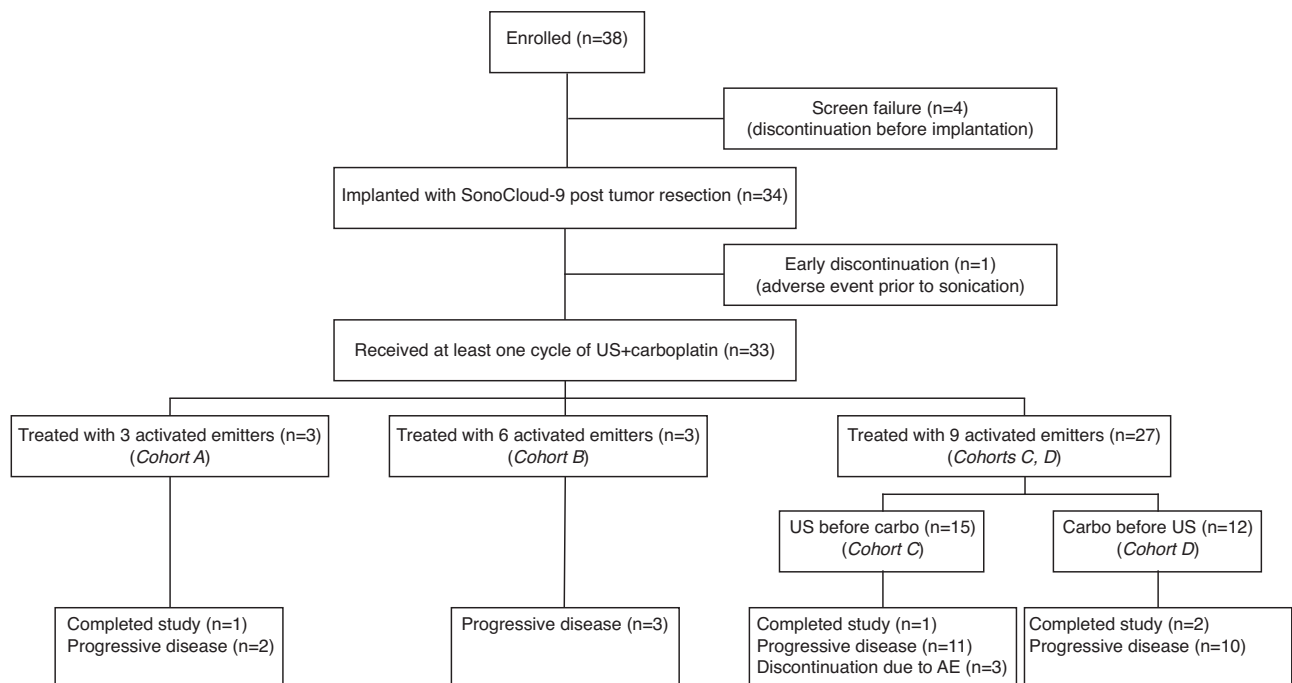 Enrolled (n=38)
Screen failure (n=4)
(discontinuation before implantation)
Implanted with SonoCloud-9 post tumor resection (n=34)
Early discontinuation (n=1)
(adverse event prior to sonication)
Received at least one cycle of US+carboplatin (n=33)
Treated with 3 activated emitters (n=3)
(Cohort A)
Treated with 6 activated emitters (n=3)
(Cohort B)
Treated with 9 activated emitters (n=27)
(Cohorts C, D)
US before carbo (n=15)
(Cohort C)
Carbo before US (n=12)
(Cohort D)
Completed study (n=1)
Progressive disease (n=2)
Progressive disease (n=3)
Completed study (n=1)
Progressive disease (n=11)
Discontinuation due to AE (n=3)
Completed study (n=2)
Progressive disease (n=10)